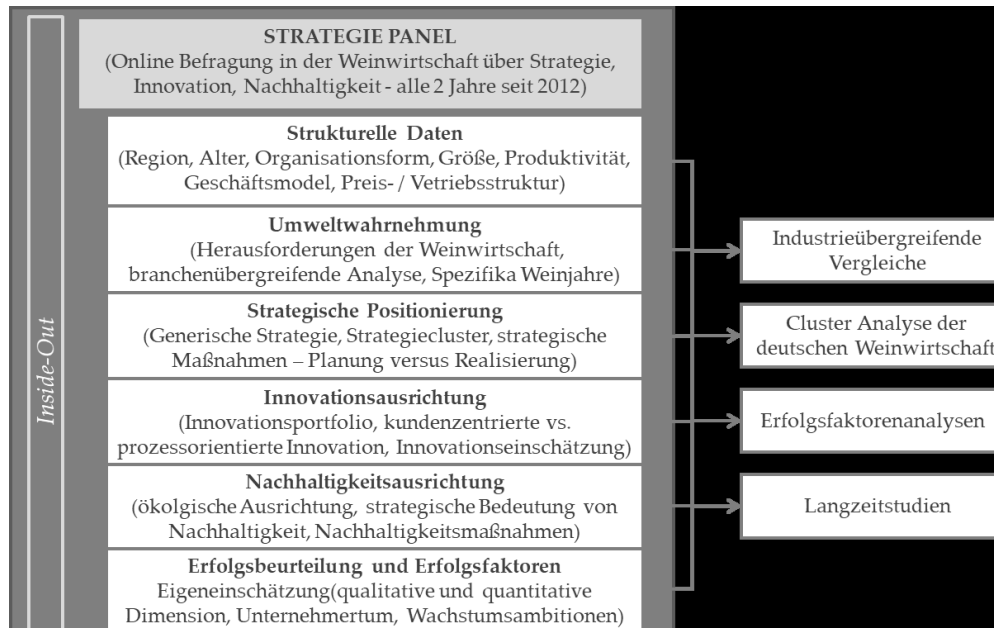 STRATEGIE PANEL
(Online Befragung in der Weinwirtschaft über Strategie,
Innovation, Nachhaltigkeit - alle 2 Jahre seit 2012)
Strukturelle Daten
(Region, Alter, Organisationsform, Größe, Produktivität,
Geschäftsmodel, Preis- / Vetriebsstruktur)
Umweltwahrnehmung
(Herausforderungen der Weinwirtschaft,
branchenübergreifende Analyse, Spezifika Weinjahre)
Strategische Positionierung
(Generische Strategie, Strategiecluster, strategische
Maßnahmen – Planung versus Realisierung)
Innovationsausrichtung
(Innovationsportfolio, kundenzentrierte vs.
prozessorientierte Innovation, Innovationseinschätzung)
Nachhaltigkeitsausrichtung
(ökolgische Ausrichtung, strategische Bedeutung von
Nachhaltigkeit, Nachhaltigkeitsmaßnahmen)
Erfolgsbeurteilung und Erfolgsfaktoren
Eigeneinschätzung(qualitative und quantitative
Dimension, Unternehmertum, Wachstumsambitionen)
Inside-Out
Industrieübergreifende
Vergleiche
Cluster Analyse der
deutschen Weinwirtschaft
Erfolgsfaktorenanalysen
Langzeitstudien